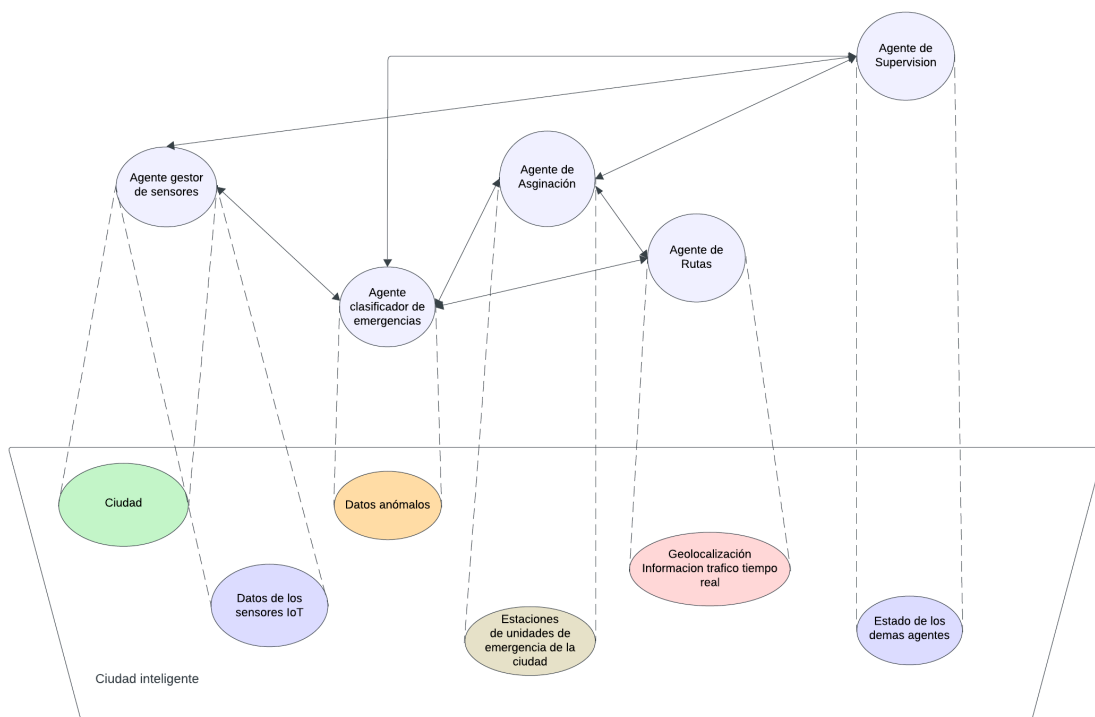 Agente de
Supervision
Agente gestor
de sensores
Agente de
Asginación
Agente de
Rutas
Agente
clasificador de
emergencias
Ciudad
Datos anómalos
Geolocalización
Informacion trafico tiempo
real
Datos de los
sensores IoT
Estaciones
de unidades de
emergencia de la
ciudad
Estado de los
demas agentes
Ciudad inteligente